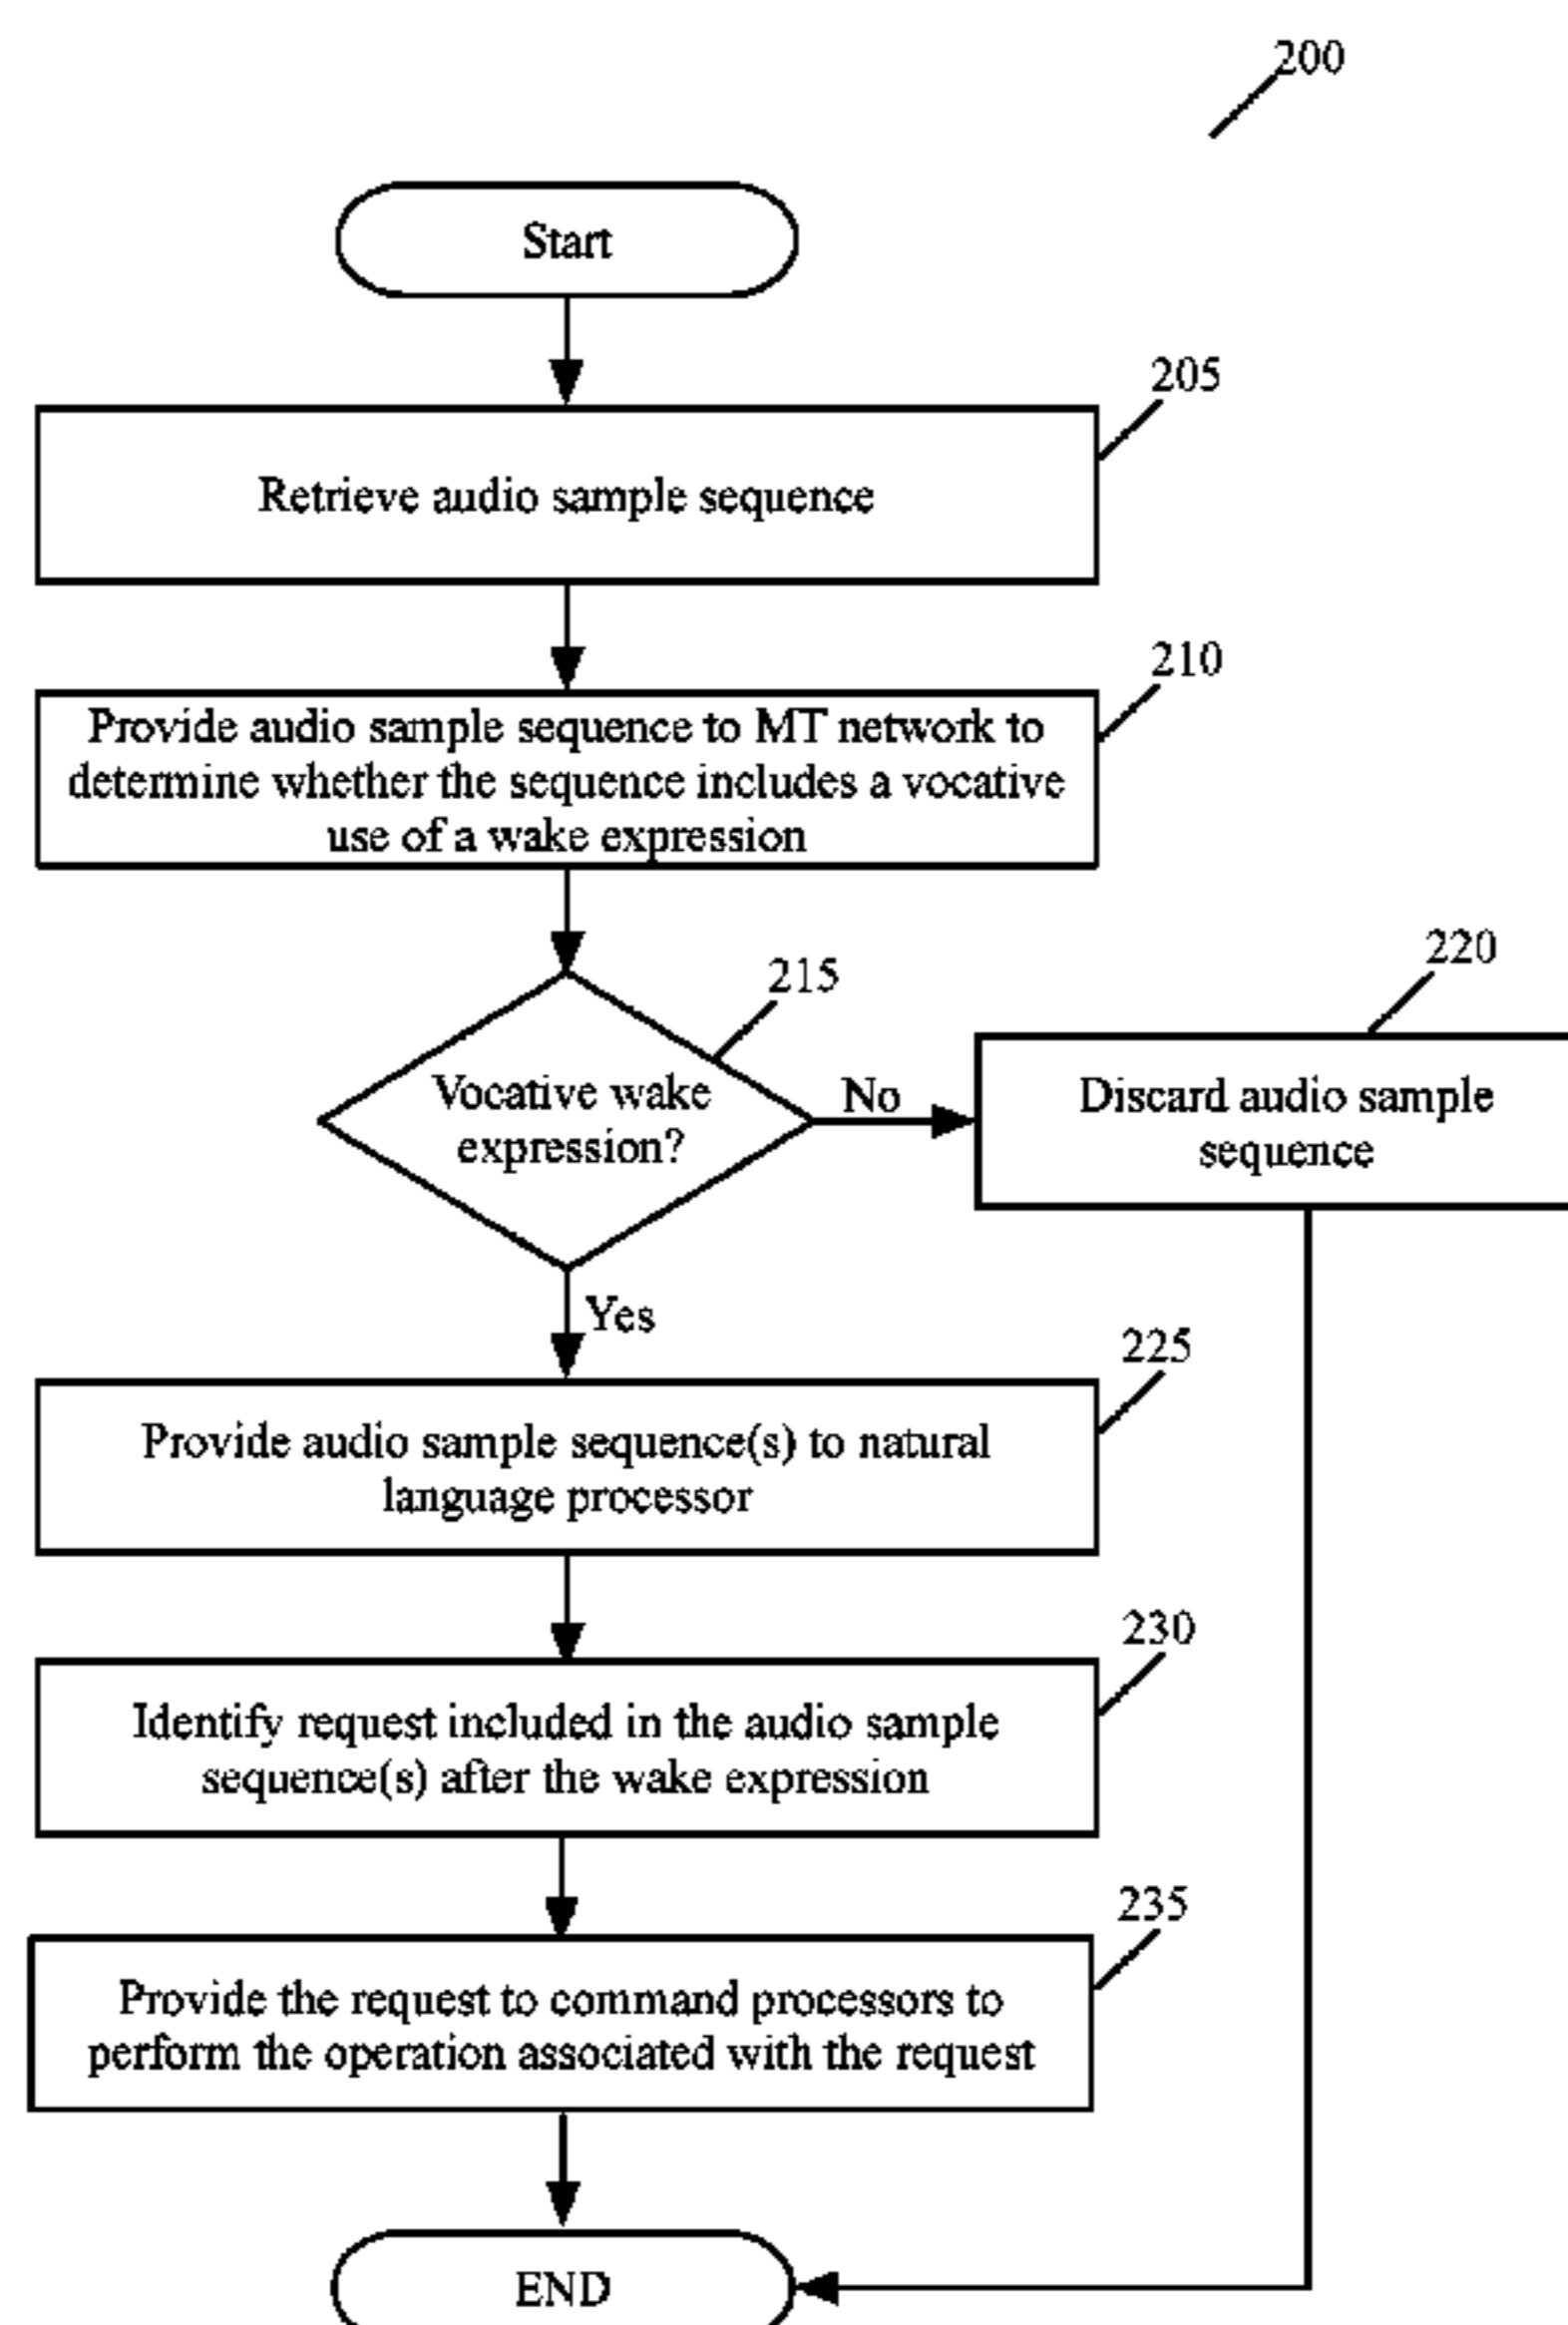 200
Start
205
Retrieve audio sample sequence
210
Provide audio sample sequence to MT network to
determine whether the sequence includes a vocative
use of a wake expression
215
Vocative wake
expression?
No
220
Discard audio sample
sequence
Yes
225
Provide audio sample sequence(s) to natural
language processor
230
Identify request included in the audio sample
sequence(s) after the wake expression
235
Provide the request to command processors to
perform the operation associated with the request
END